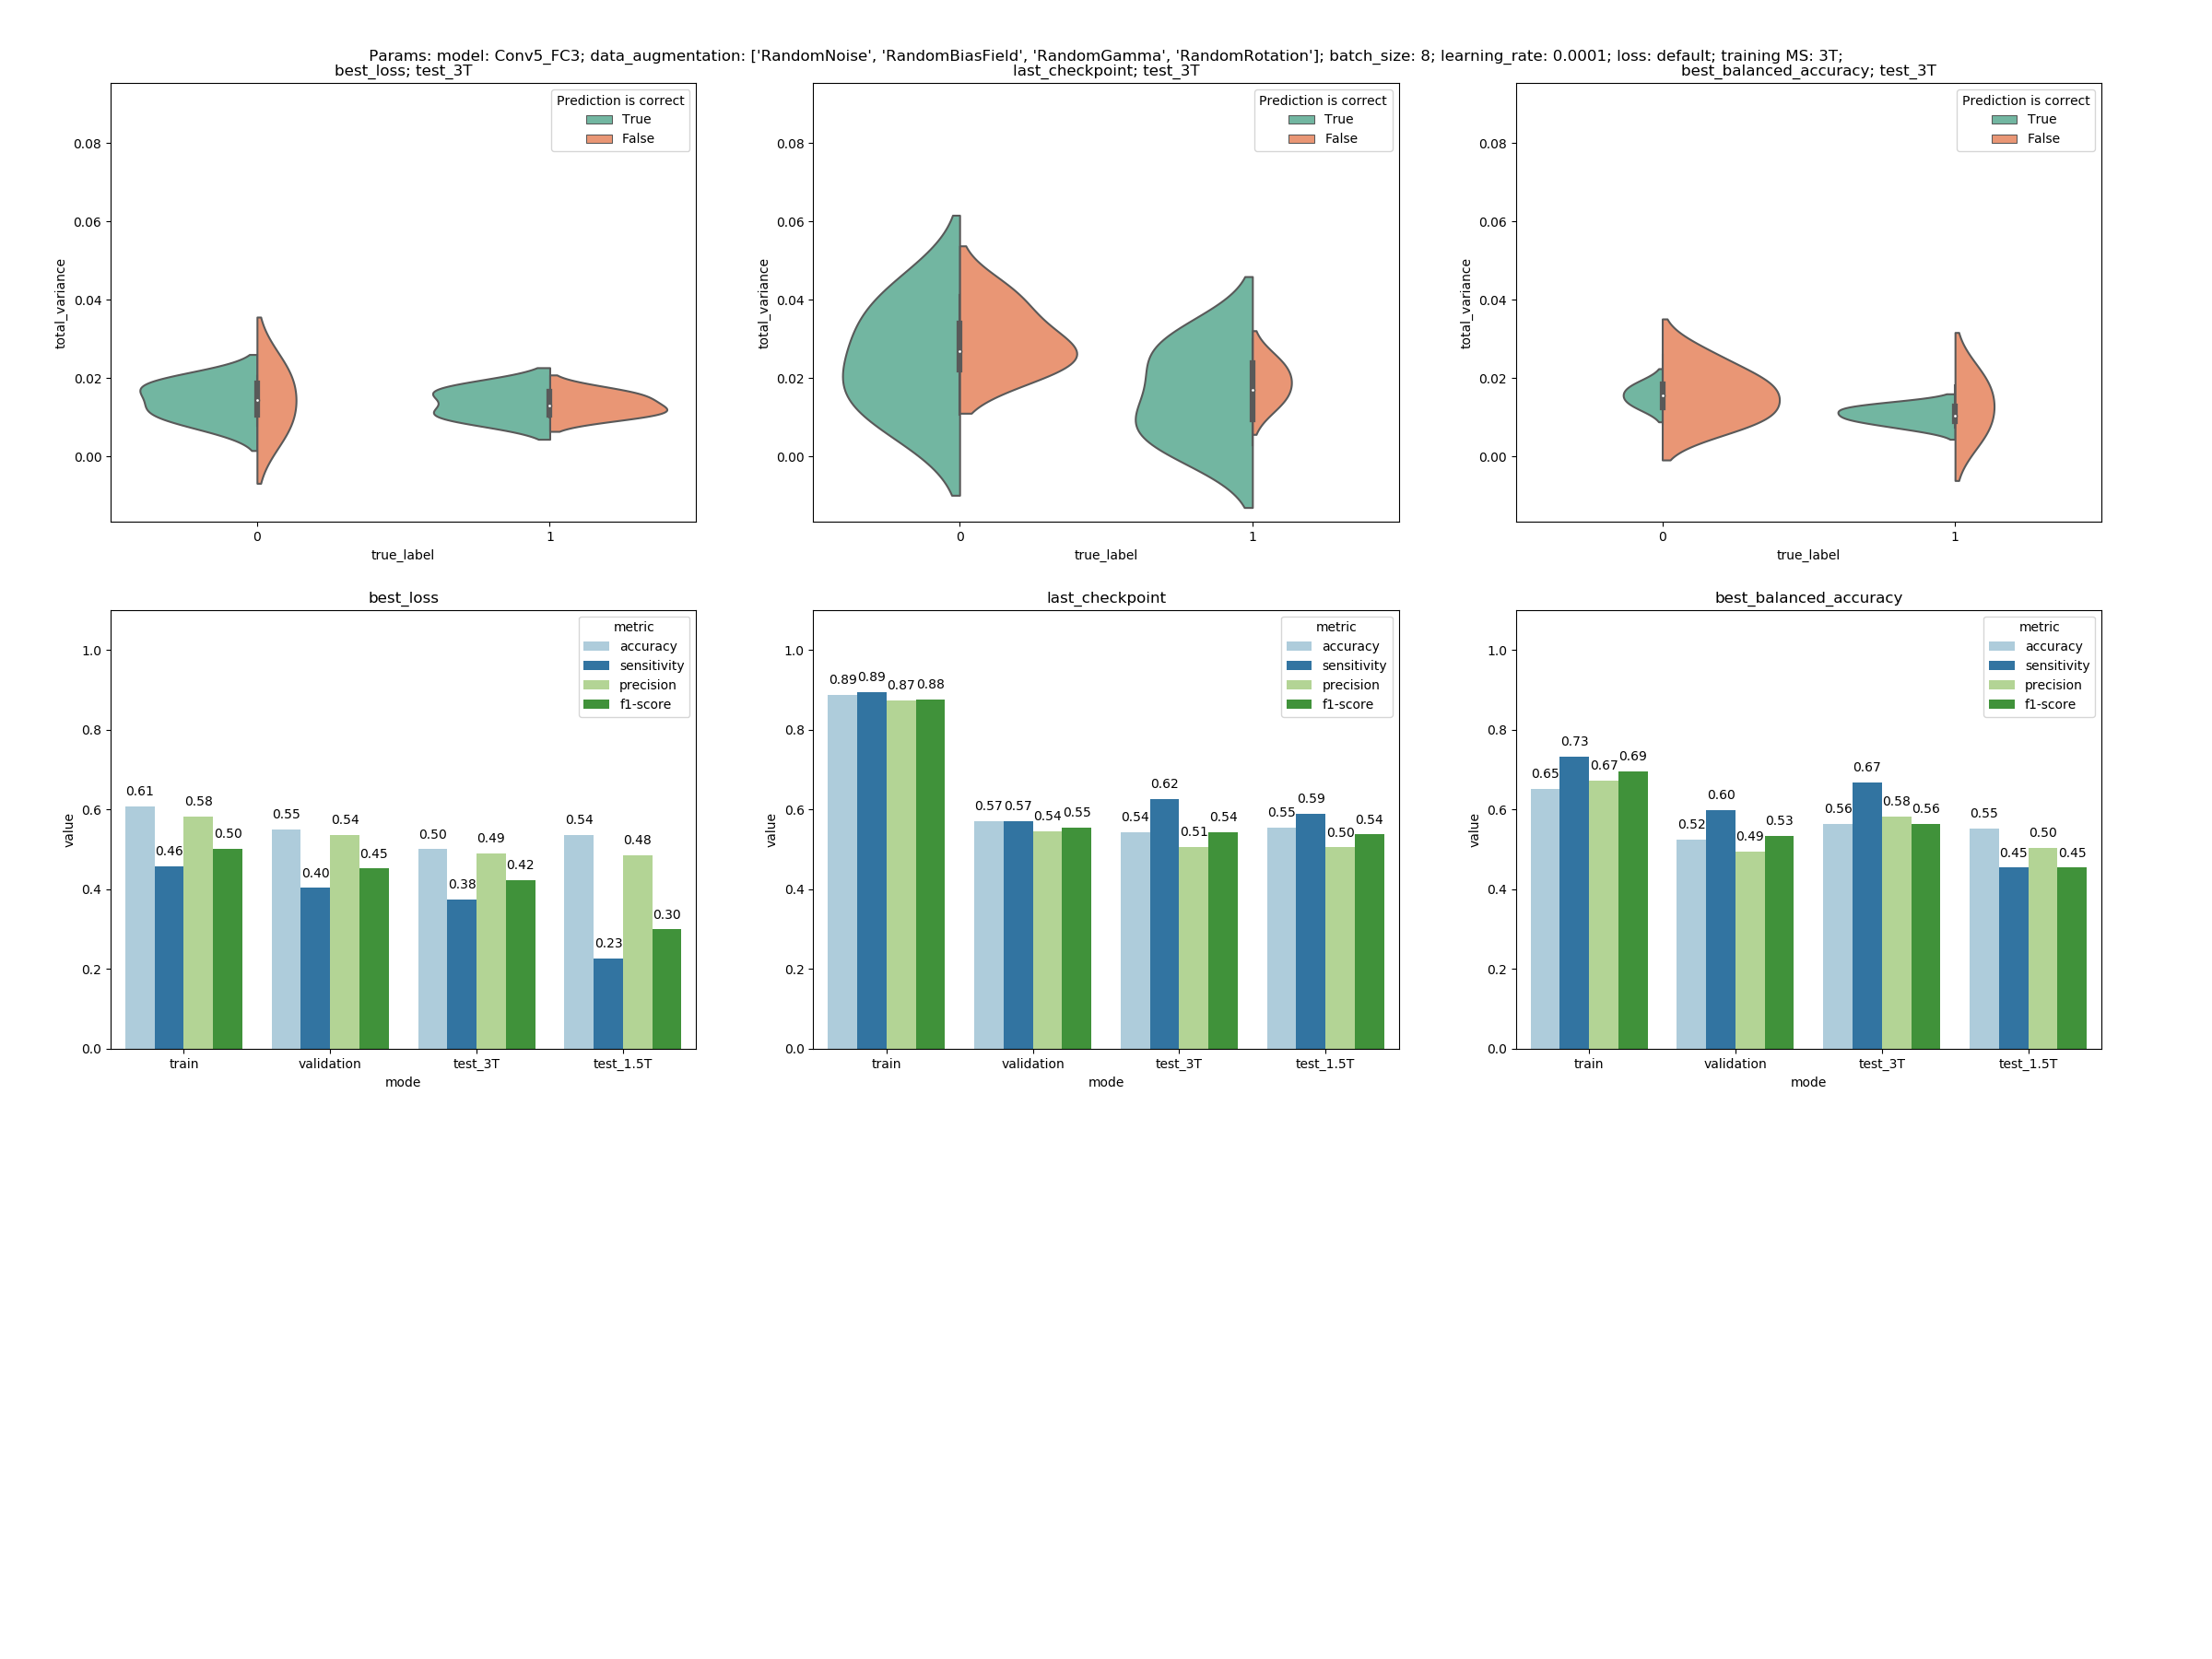 Params: model: Conv5_FC3; data_augmentation: ['RandomNoise', 'RandomBiasField', 'RandomGamma', 'RandomRotation']; batch_size: 8; learning_rate: 0.0001; loss: default; training MS: 3T;
best_loss; test_3T
Prediction is correct
True
False
0.08
0.06
0.04
0.02
0.00
total_variance
0
1
true_label
last_checkpoint; test_3T
Prediction is correct
True
False
0.08
0.06
0.04
0.02
0.00
total_variance
0
1
true_label
best_balanced_accuracy; test_3T
Prediction is correct
True
False
0.08
0.06
0.04
0.02
0.00
total_variance
0
1
true_label
best_loss
metric
accuracy
sensitivity
precision
f1-score
1.0
0.8
0.6
0.4
0.2
0.0
value
0.61
0.46
0.58
0.50
0.55
0.40
0.54
0.45
0.50
0.38
0.49
0.42
0.54
0.23
0.48
0.30
train
validation
test_3T
test_1.5T
mode
last_checkpoint
metric
accuracy
sensitivity
precision
f1-score
1.0
0.8
0.6
0.4
0.2
0.0
value
0.89
0.89
0.87
0.88
0.57
0.57
0.54
0.55
0.54
0.62
0.51
0.54
0.55
0.59
0.50
0.54
train
validation
test_3T
test_1.5T
mode
best_balanced_accuracy
metric
accuracy
sensitivity
precision
f1-score
1.0
0.8
0.6
0.4
0.2
0.0
value
0.65
0.73
0.67
0.69
0.52
0.60
0.49
0.53
0.56
0.67
0.58
0.56
0.55
0.45
0.50
0.45
train
validation
test_3T
test_1.5T
mode